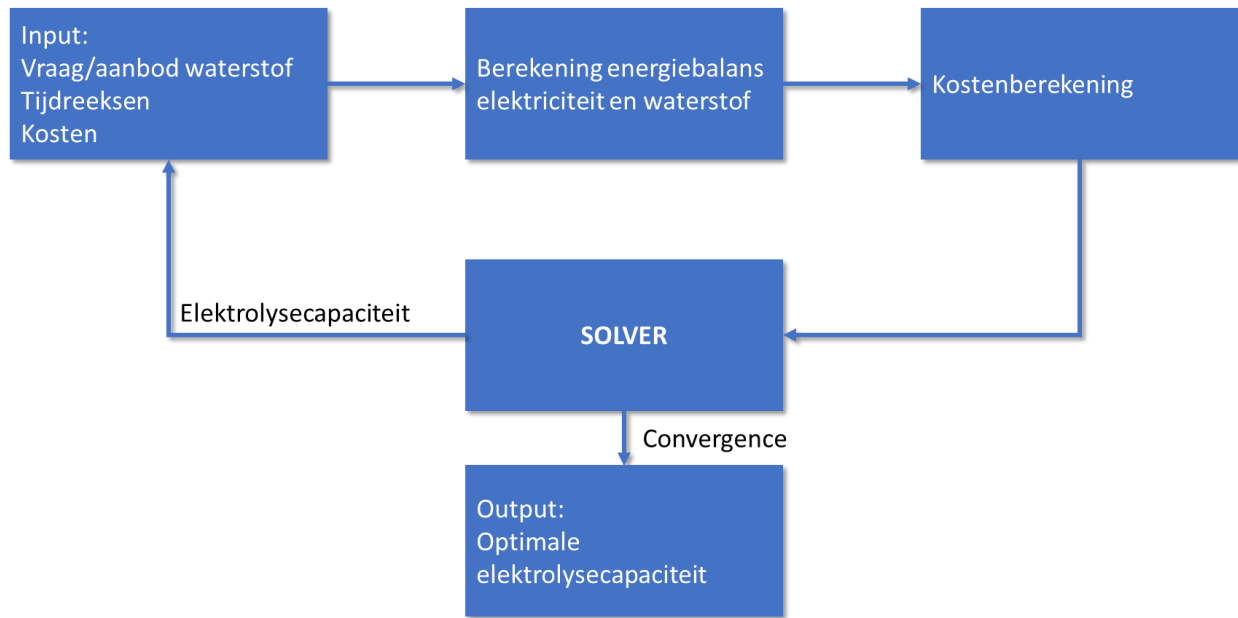 Input:
Vraag/aanbod waterstof
Tijdreeksen
Kosten
Berekening energiebalans
elektriciteit en waterstof
Kostenberekening
Elektrolysecapaciteit
SOLVER
Convergence
Output:
Optimale
elektrolysecapaciteit